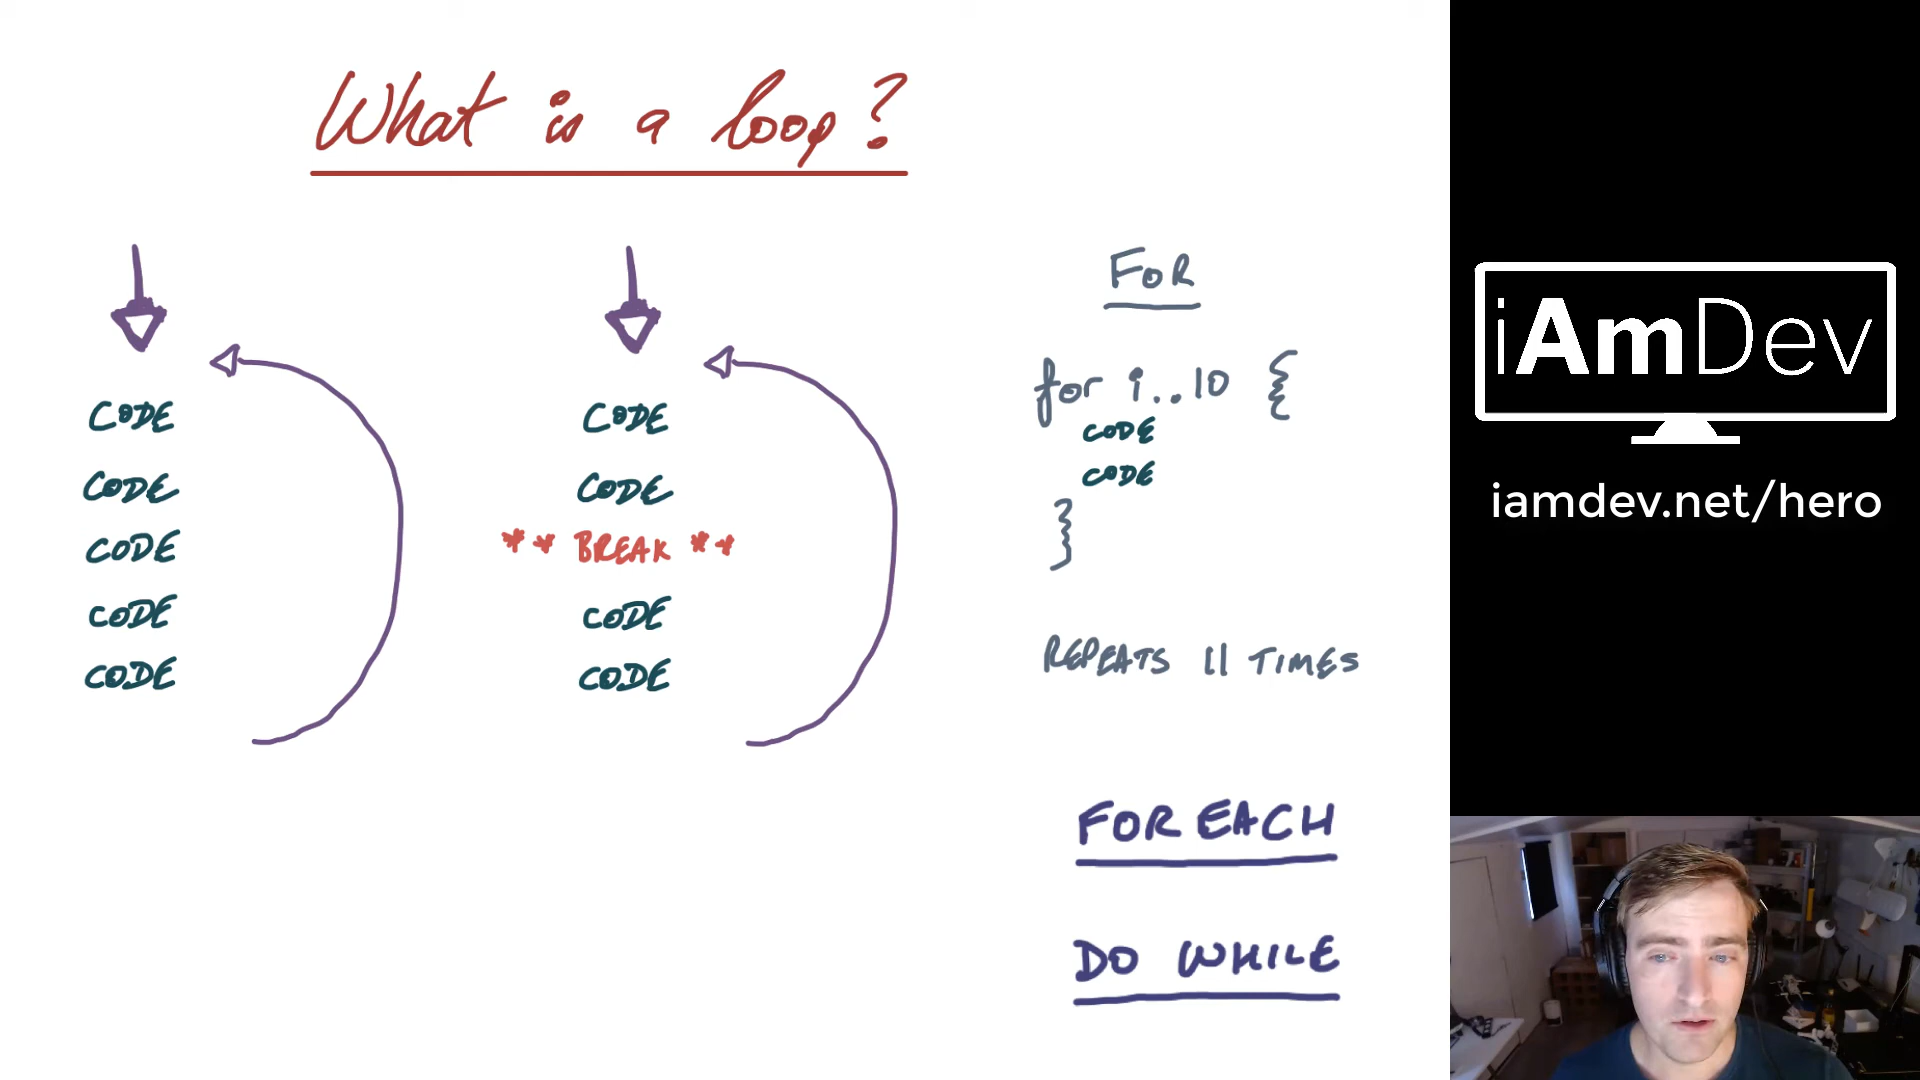 What is a loop?
CODE
CODE
CODE
CODE
CODE
CODE
CODE
** BREAK **
CODE
CODE
FOR
for i..10 {
CODE
CODE
}
REPEATS 11 TIMES
FOR EACH
DO WHILE
iAmDev
iamdev.net/hero